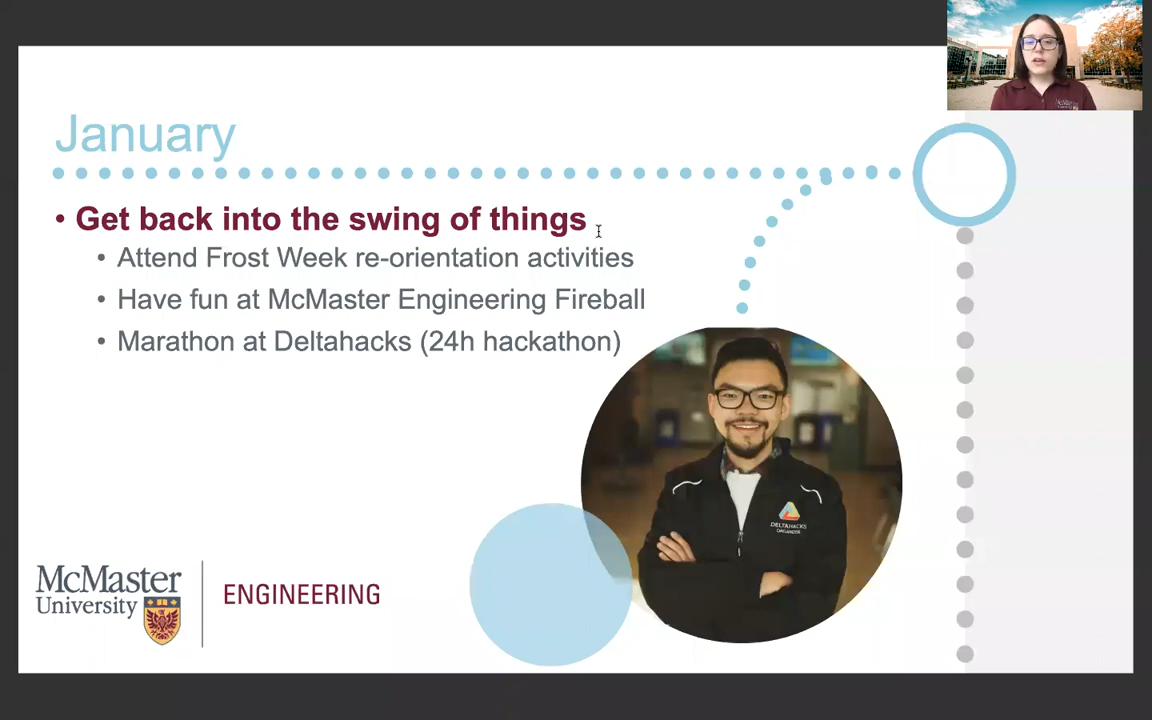 January
• Get back into the swing of things
• Attend Frost Week re-orientation activities
• Have fun at McMaster Engineering Fireball
• Marathon at Deltahacks (24h hackathon)
DELTAHACKS
ORGANIZER
McMaster
University
ENGINEERING